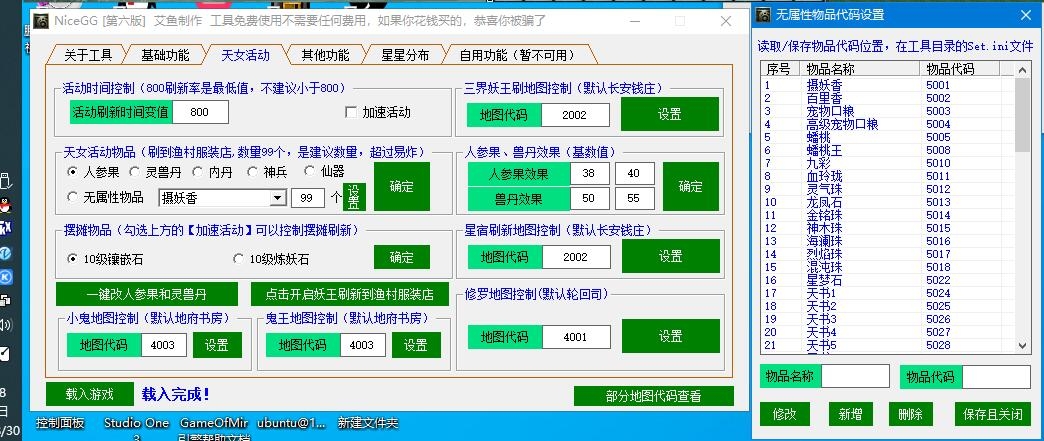 NiceGG [第六版] 艾鱼制作 工具免费使用不需要任何费用，如果你花钱买的，恭喜你被骗了
关于工具 基础功能 天女活动 其他功能 星星分布 自用功能（暂不可用）
活动时间控制（800刷新率是最低值，不建议小于800）
活动刷新时间变值 800 加速活动
三界妖王刷地图控制（默认长安钱庄）
地图代码 2002 设置
天女活动物品（刷到渔村服装店,数量99个，是建议数量，超过易炸）
人参果 灵兽丹 内丹 神兵 仙器
无属性物品 摄妖香 99 个 设置 确定
人参果、兽丹效果（基数值）
人参果效果 38 40
兽丹效果 50 55
确定
摆摊物品（勾选上方的【加速活动】可以控制摆摊刷新）
10级镶嵌石 10级炼妖石 确定
星宿刷新地图控制（默认长安钱庄）
地图代码 2002 设置
一键改人参果和灵兽丹 点击开启妖王刷新到渔村服装店
修罗地图控制(默认轮回司)
地图代码 4001 设置
小鬼地图控制（默认地府书房）
地图代码 4003 设置
鬼王地图控制（默认地府书房）
地图代码 4003 设置
载入游戏 载入完成！ 部分地图代码查看
控制面板 Studio One GameOfMir ubuntu@1... 新建文件夹
3 引擎帮助文档
无属性物品代码设置
读取/保存物品代码位置，在工具目录的Set.ini文件
序号 物品名称 物品代码
1 摄妖香 5001
2 百里香 5002
3 宠物口粮 5003
4 高级宠物口粮 5004
5 蟠桃 5005
6 蟠桃王 5008
7 九彩 5010
8 血玲珑 5011
9 灵气珠 5012
10 龙凤石 5013
11 金铭珠 5014
12 神木珠 5015
13 海澜珠 5016
14 烈焰珠 5017
15 混沌珠 5018
16 星梦石 5022
17 天书1 5024
18 天书2 5025
19 天书3 5026
20 天书4 5027
21 天书5 5028
物品名称 物品代码
修改 新增 删除 保存且关闭
8
日
/30